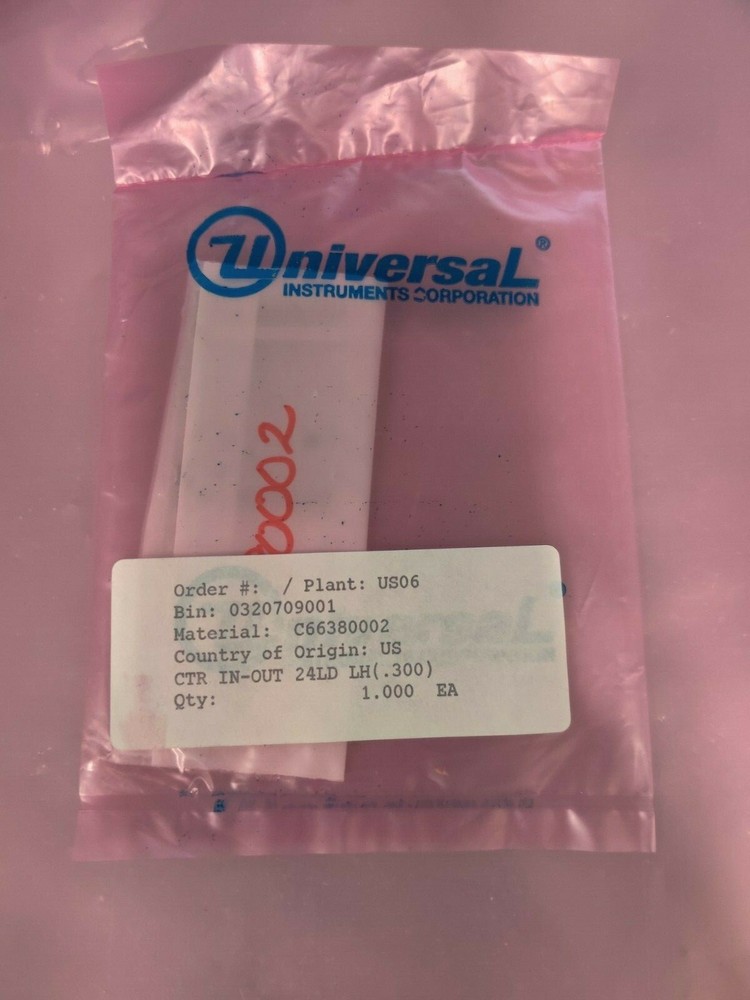 Universal®
INSTRUMENTS CORPORATION
0002
Order #: / Plant: US06
Bin: 0320709001
Material: C66380002
Country of Origin: US
CTR IN-OUT 24LD LH(.300)
Qty: 1.000 EA